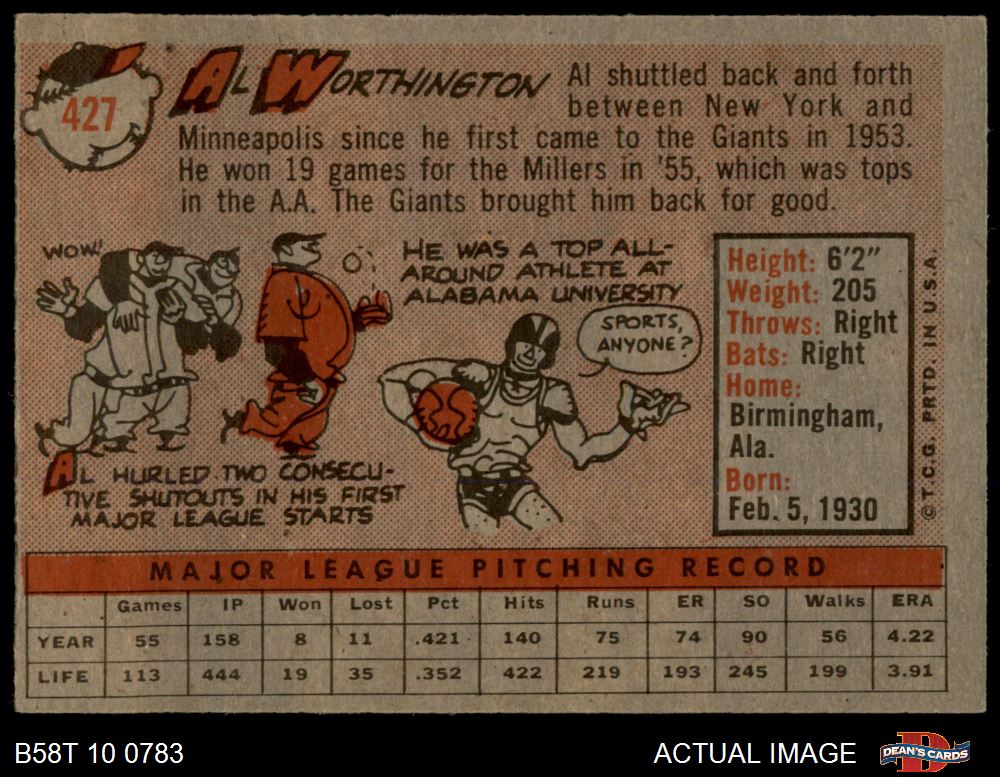 427
AL WORTHINGTON
Al shuttled back and forth
between New York and
Minneapolis since he first came to the Giants in 1953.
He won 19 games for the Millers in '55, which was tops
in the A.A. The Giants brought him back for good.
WOW!
AL HURLED TWO CONSECU-
TIVE SHUTOUTS IN HIS FIRST
MAJOR LEAGUE STARTS
HE WAS A TOP ALL-
AROUND ATHLETE AT
ALABAMA UNIVERSITY
SPORTS,
ANYONE?
Height: 6'2"
Weight: 205
Throws: Right
Bats: Right
Home:
Birmingham,
Ala.
Born:
Feb. 5, 1930
© T.C.G. PRTD. IN U.S.A.
MAJOR LEAGUE PITCHING RECORD
Games IP Won Lost Pct Hits Runs ER SO Walks ERA
YEAR 55 158 8 11 .421 140 75 74 90 56 4.22
LIFE 113 444 19 35 .352 422 219 193 245 199 3.91
B58T 10 0783
ACTUAL IMAGE
D
DEAN'S CARDS